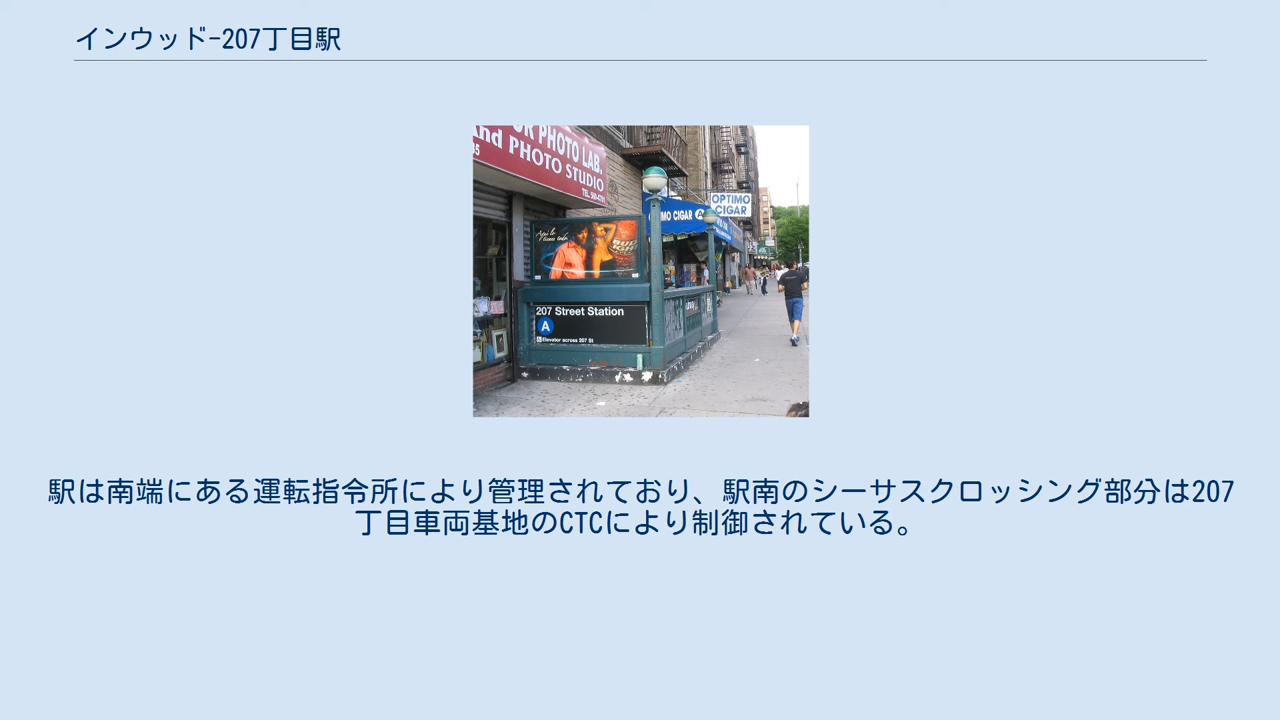 インウッド-207丁目駅
OR PHOTO LAB.
and PHOTO STUDIO
OPTIMO
CIGAR
CIGAR
207 Street Station
A
Elevator across 207 St
駅は南端にある運転指令所により管理されており、駅南のシーサスクロッシング部分は207
丁目車両基地のCTCにより制御されている。